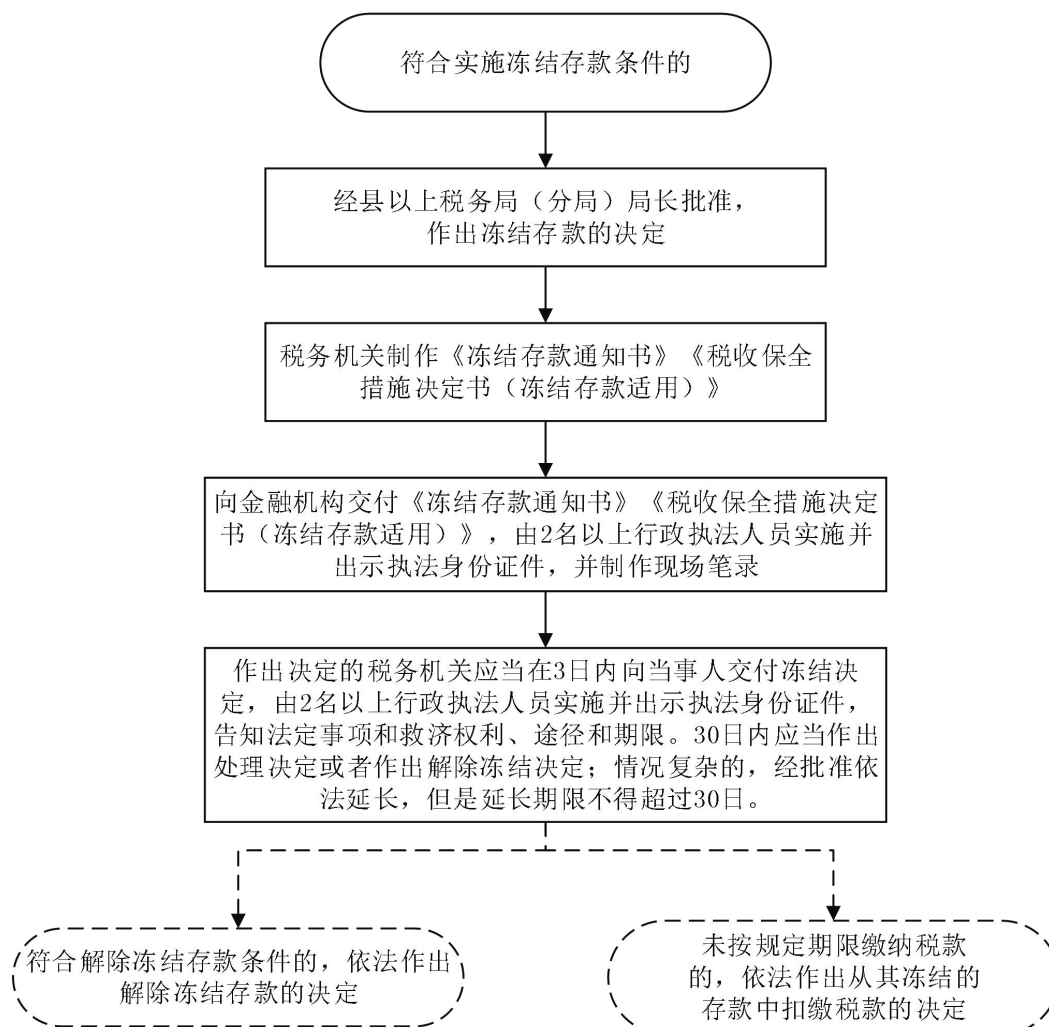 符合实施冻结存款条件的
经县以上税务局（分局）局长批准，
作出冻结存款的决定
税务机关制作《冻结存款通知书》《税收保全
措施决定书（冻结存款适用）》
向金融机构交付《冻结存款通知书》《税收保全措施决定
书（冻结存款适用）》，由2名以上行政执法人员实施并
出示执法身份证件，并制作现场笔录
作出决定的税务机关应当在3日内向当事人交付冻结决
定，由2名以上行政执法人员实施并出示执法身份证件，
告知法定事项和救济权利、途径和期限。30日内应当作出
处理决定或者作出解除冻结决定；情况复杂的，经批准依
法延长，但是延长期限不得超过30日。
符合解除冻结存款条件的，依法作出
解除冻结存款的决定
未按规定期限缴纳税款
的，依法作出从其冻结的
存款中扣缴税款的决定